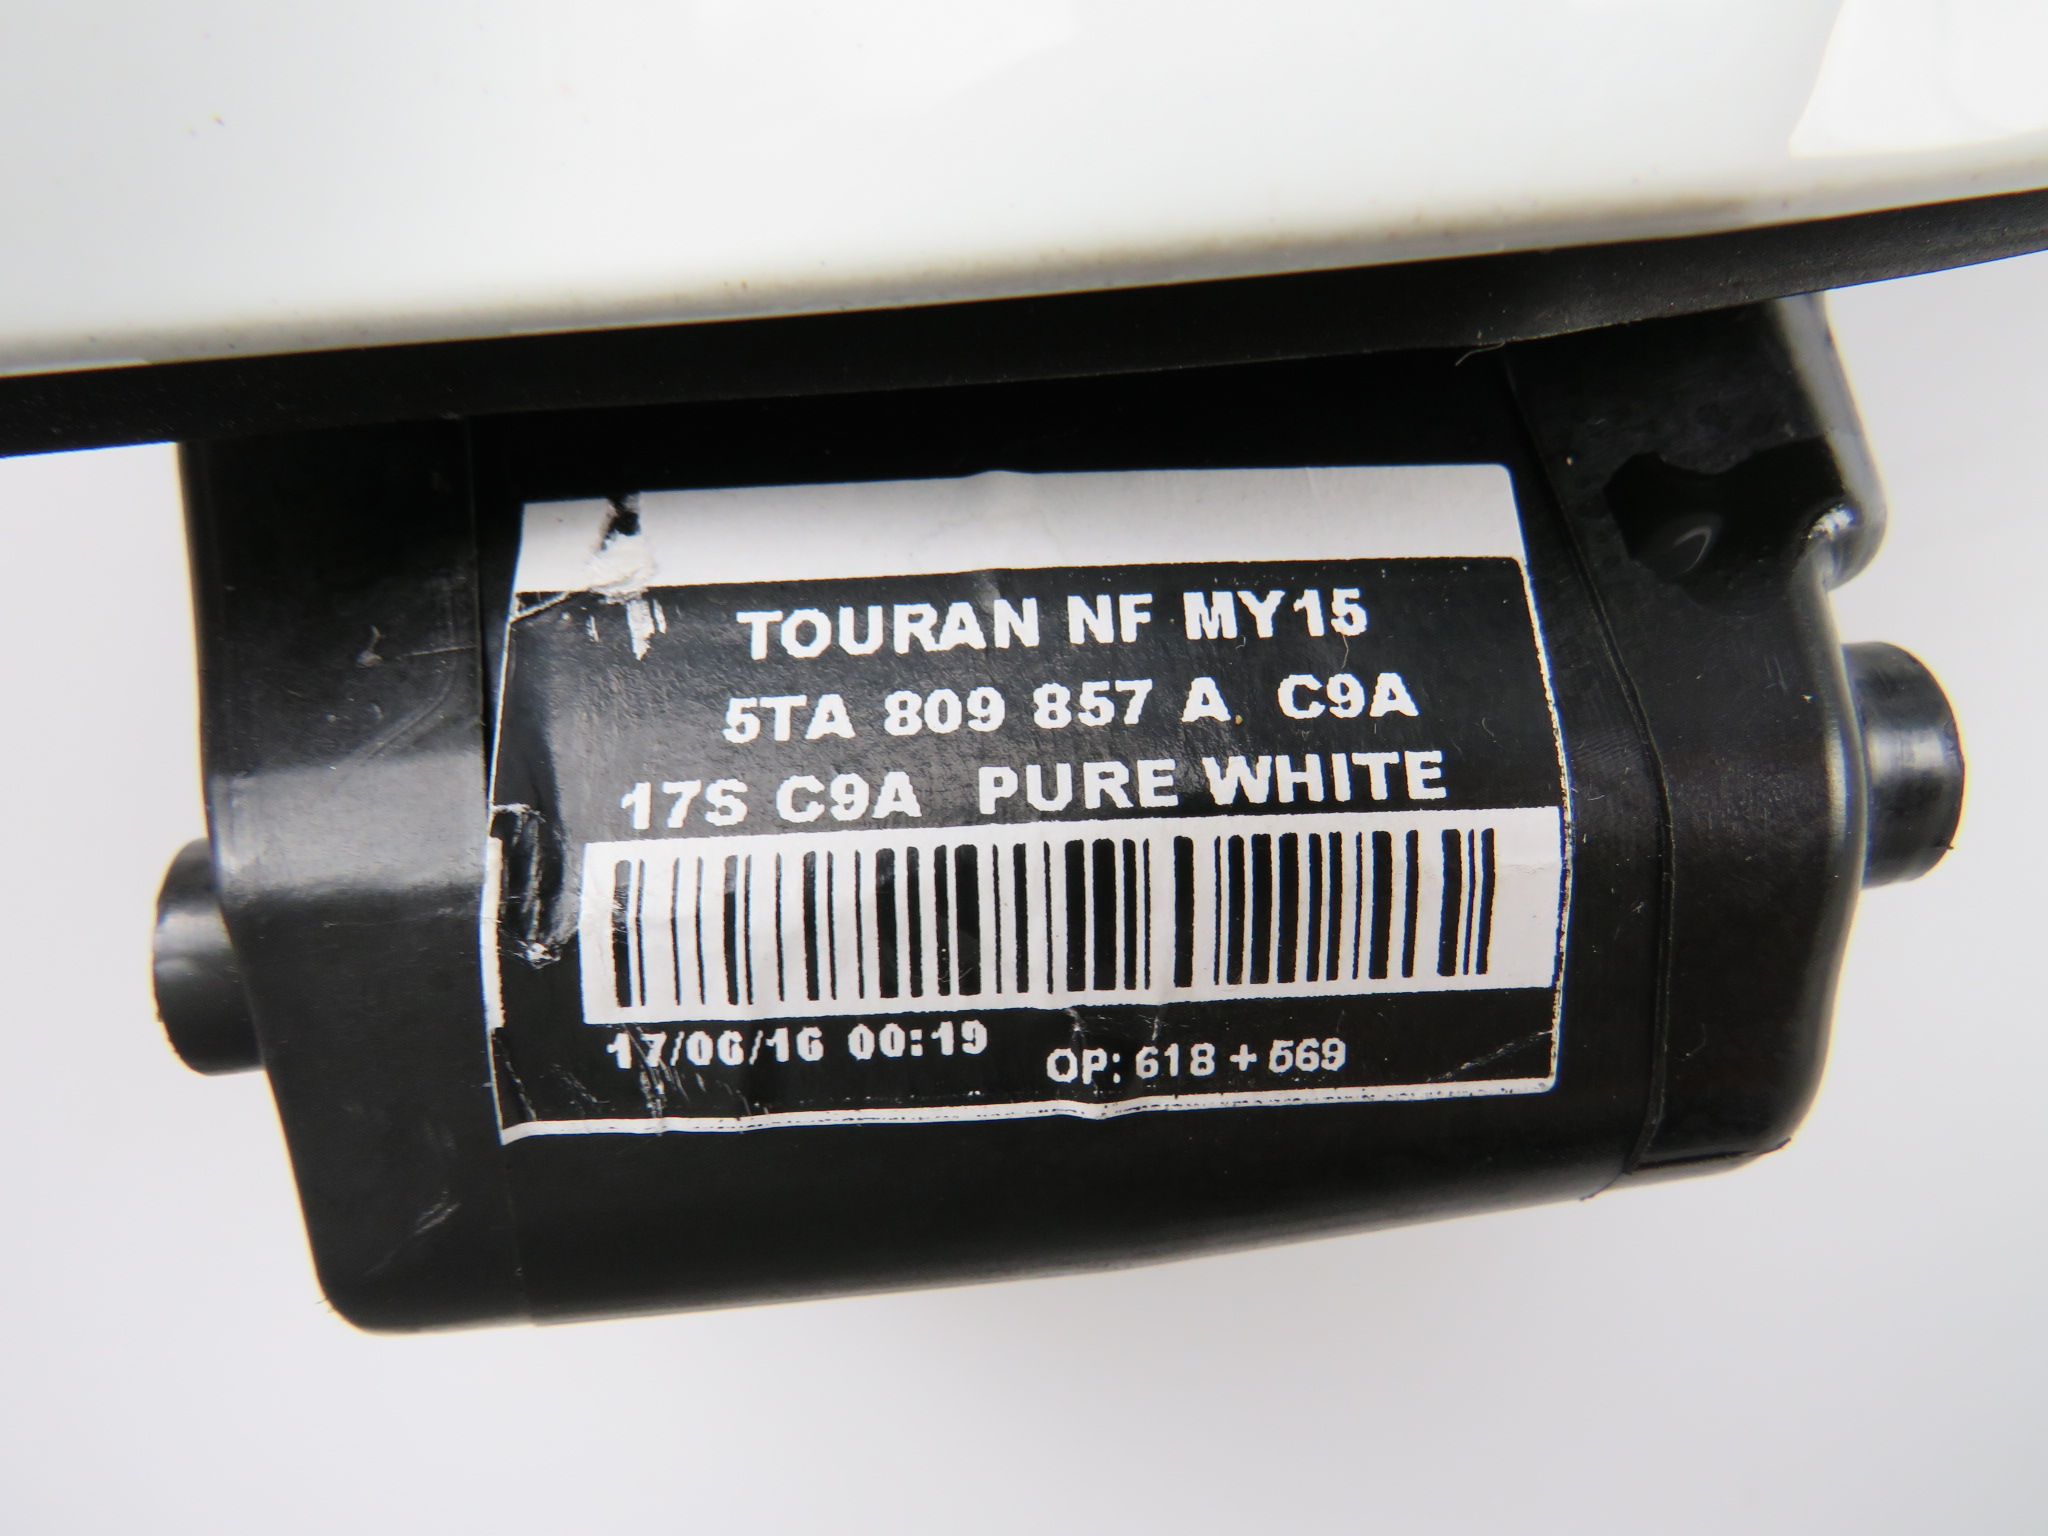 TOURAN NF MY15
5TA 809 857 A C9A
17S C9A PURE WHITE
17/06/16 00:19
OP: 618 + 569